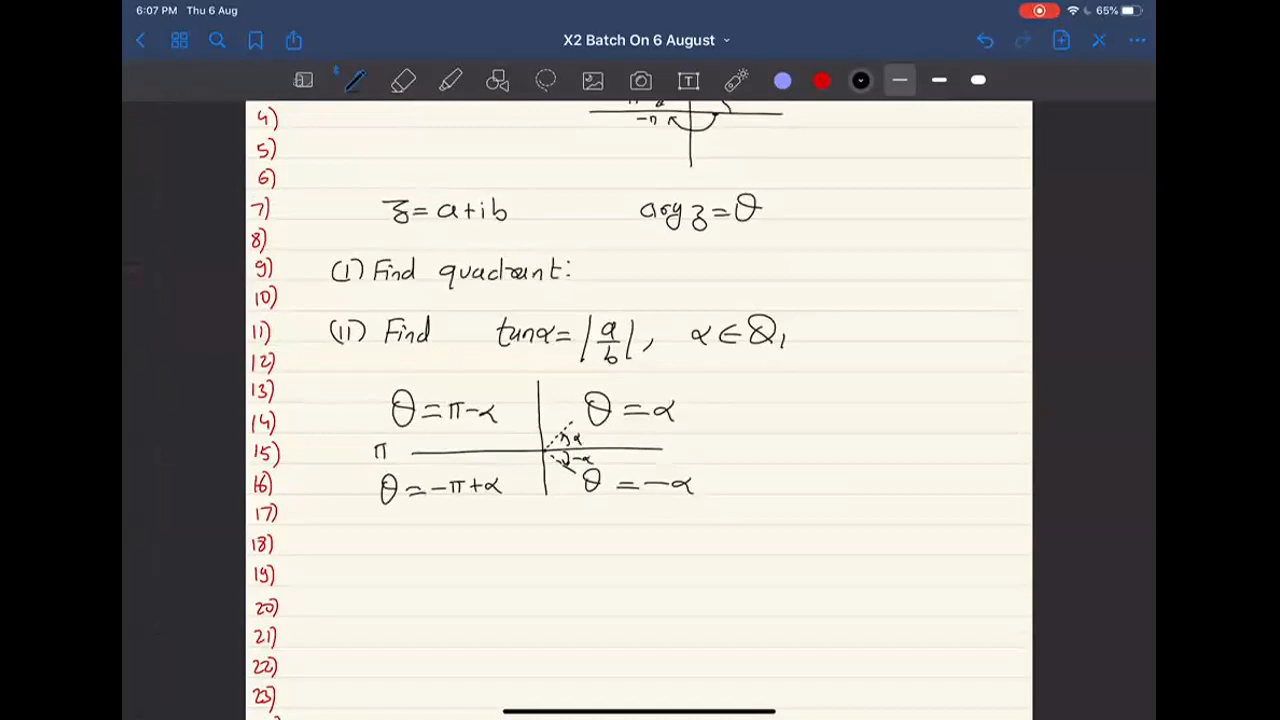 6:07 PM Thu 6 Aug 65%
X2 Batch On 6 August
4)
-π
5)
6)
7) z = a+ib arg z = θ
8)
9) (I) Find quadrant:
10)
11) (II) Find tanα = |a/b|, α ∈ Q1
12)
13)
14) θ = π-α θ = α
α
15) π
-α
16) θ = -π+α θ = -α
17)
18)
19)
20)
21)
22)
23)